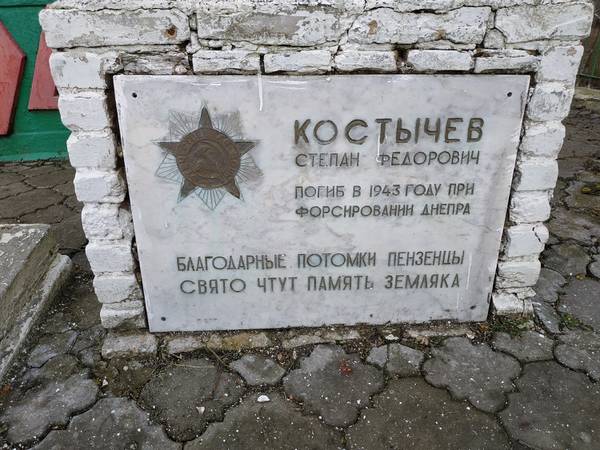 КОСТЫЧЕВ
СТЕПАН ФЕДОРОВИЧ
ПОГИБ В 1943 ГОДУ ПРИ
ФОРСИРОВАНИИ ДНЕПРА
БЛАГОДАРНЫЕ ПОТОМКИ ПЕНЗЕНЦЫ
СВЯТО ЧТУТ ПАМЯТЬ ЗЕМЛЯКА